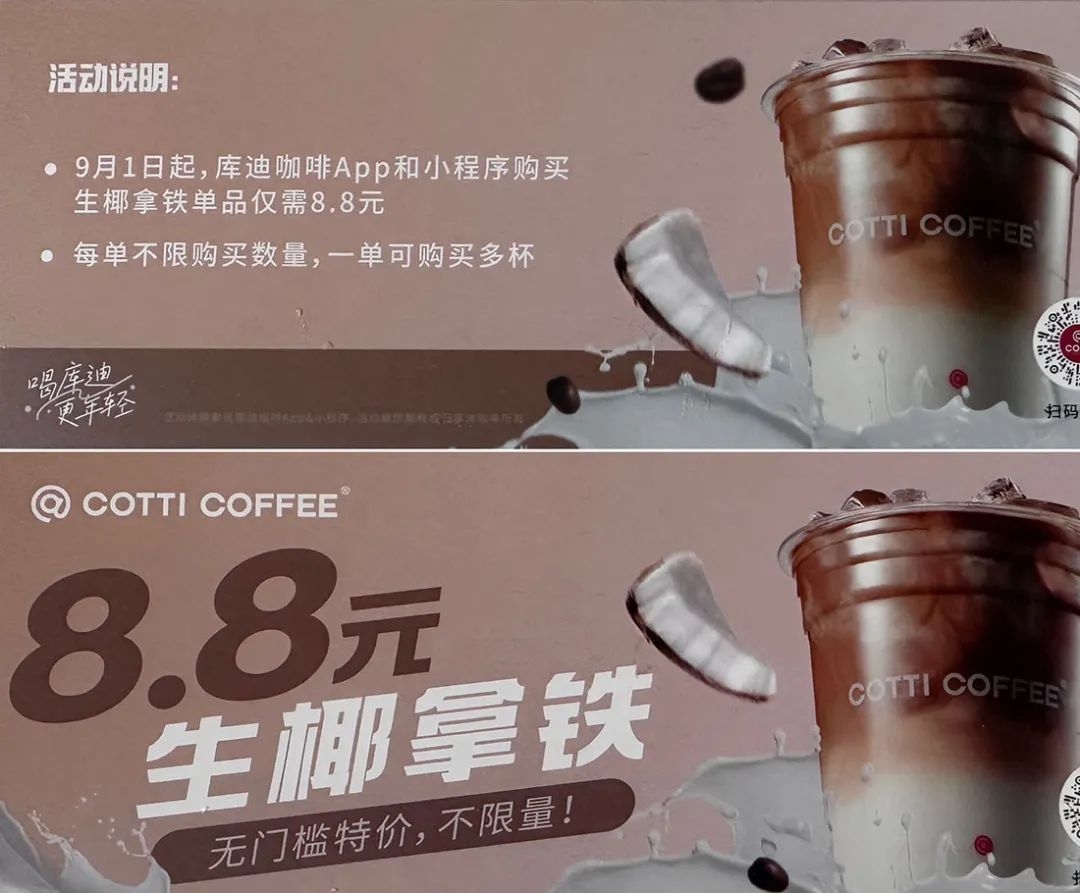 活动说明:
• 9月1日起,库迪咖啡App和小程序购买
生椰拿铁单品仅需8.8元
• 每单不限购买数量,一单可购买多杯
COTTI COFFEE
喝库迪
更年轻
扫码
@ COTTI COFFEE®
8.8元
生椰拿铁
无门槛特价,不限量!
COTTI COFFEE